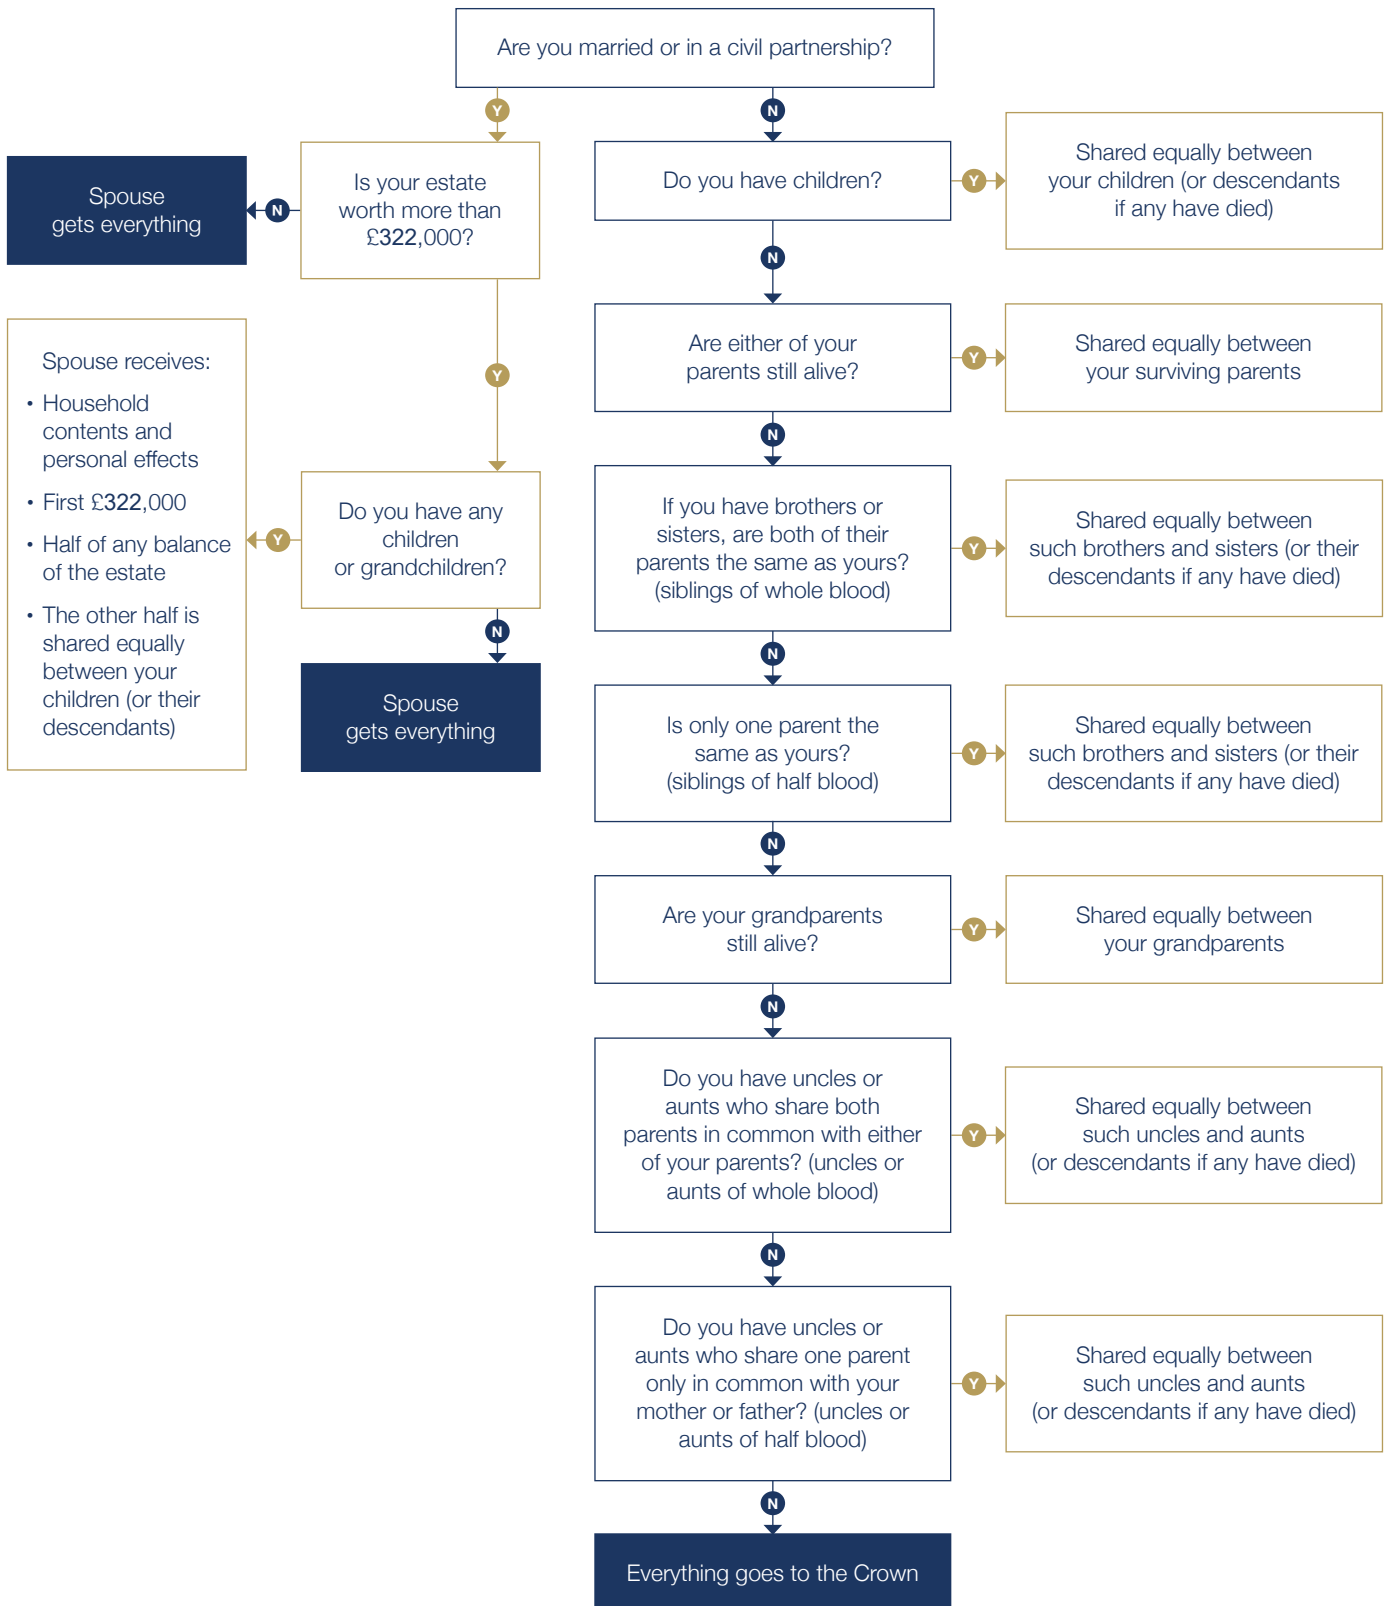 Are you married or in a civil partnership?
Y
N
Spouse
gets everything
N
Is your estate
worth more than
£322,000?
Do you have children?
Y
Shared equally between
your children (or descendants
if any have died)
N
Spouse receives:
• Household
contents and
personal effects
• First £322,000
• Half of any balance
of the estate
• The other half is
shared equally
between your
children (or their
descendants)
Y
Y
Do you have any
children
or grandchildren?
N
Spouse
gets everything
Are either of your
parents still alive?
Y
Shared equally between
your surviving parents
N
If you have brothers or
sisters, are both of their
parents the same as yours?
(siblings of whole blood)
Y
Shared equally between
such brothers and sisters (or their
descendants if any have died)
N
Is only one parent the
same as yours?
(siblings of half blood)
Y
Shared equally between
such brothers and sisters (or their
descendants if any have died)
N
Are your grandparents
still alive?
Y
Shared equally between
your grandparents
N
Do you have uncles or
aunts who share both
parents in common with either
of your parents? (uncles or
aunts of whole blood)
Y
Shared equally between
such uncles and aunts
(or descendants if any have died)
N
Do you have uncles or
aunts who share one parent
only in common with your
mother or father? (uncles or
aunts of half blood)
Y
Shared equally between
such uncles and aunts
(or descendants if any have died)
N
Everything goes to the Crown